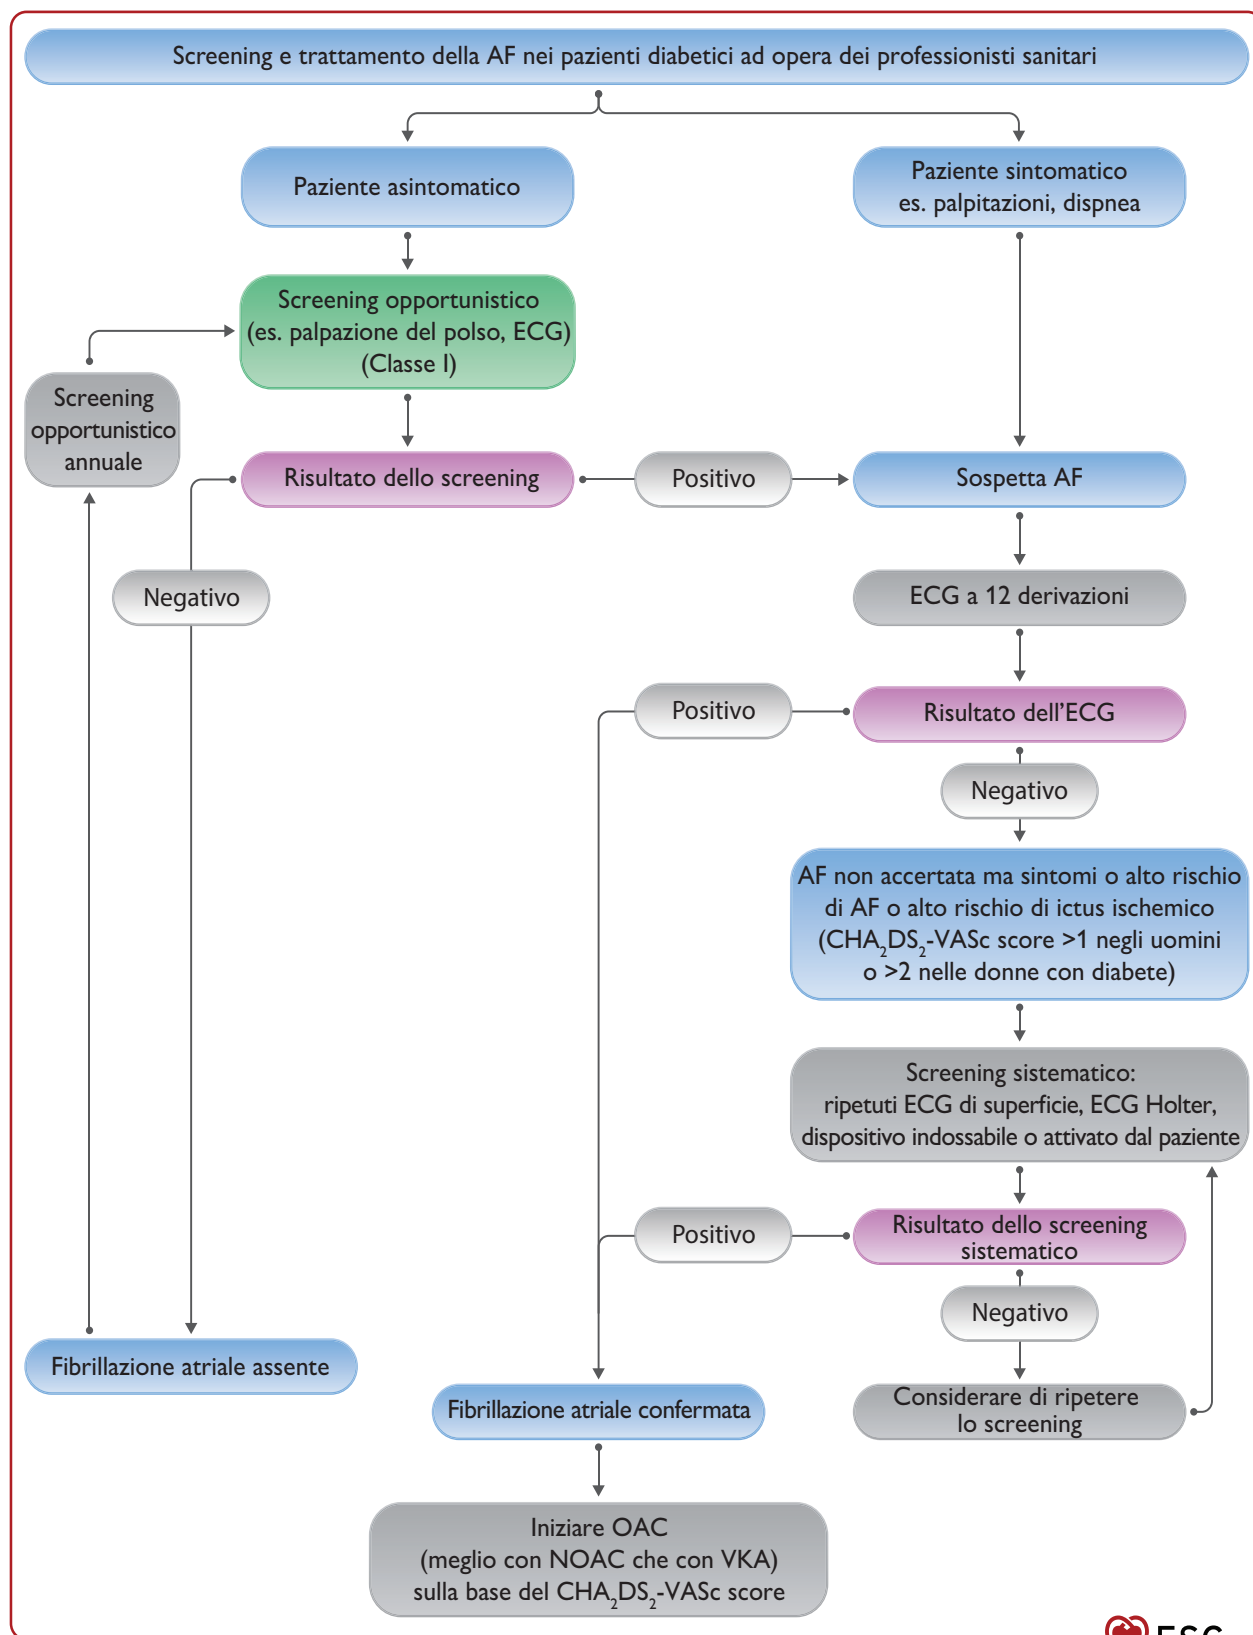 Screening e trattamento della AF nei pazienti diabetici ad opera dei professionisti sanitari
Paziente asintomatico
Paziente sintomatico
es. palpitazioni, dispnea
Screening opportunistico
(es. palpazione del polso, ECG)
(Classe I)
Screening
opportunistico
annuale
Risultato dello screening
Positivo
Sospetta AF
Negativo
ECG a 12 derivazioni
Positivo
Risultato dell'ECG
Negativo
AF non accertata ma sintomi o alto rischio
di AF o alto rischio di ictus ischemico
(CHA₂DS₂-VASc score >1 negli uomini
o >2 nelle donne con diabete)
Screening sistematico:
ripetuti ECG di superficie, ECG Holter,
dispositivo indossabile o attivato dal paziente
Positivo
Risultato dello screening
sistematico
Negativo
Fibrillazione atriale assente
Considerare di ripetere
lo screening
Fibrillazione atriale confermata
Iniziare OAC
(meglio con NOAC che con VKA)
sulla base del CHA₂DS₂-VASc score
ESC